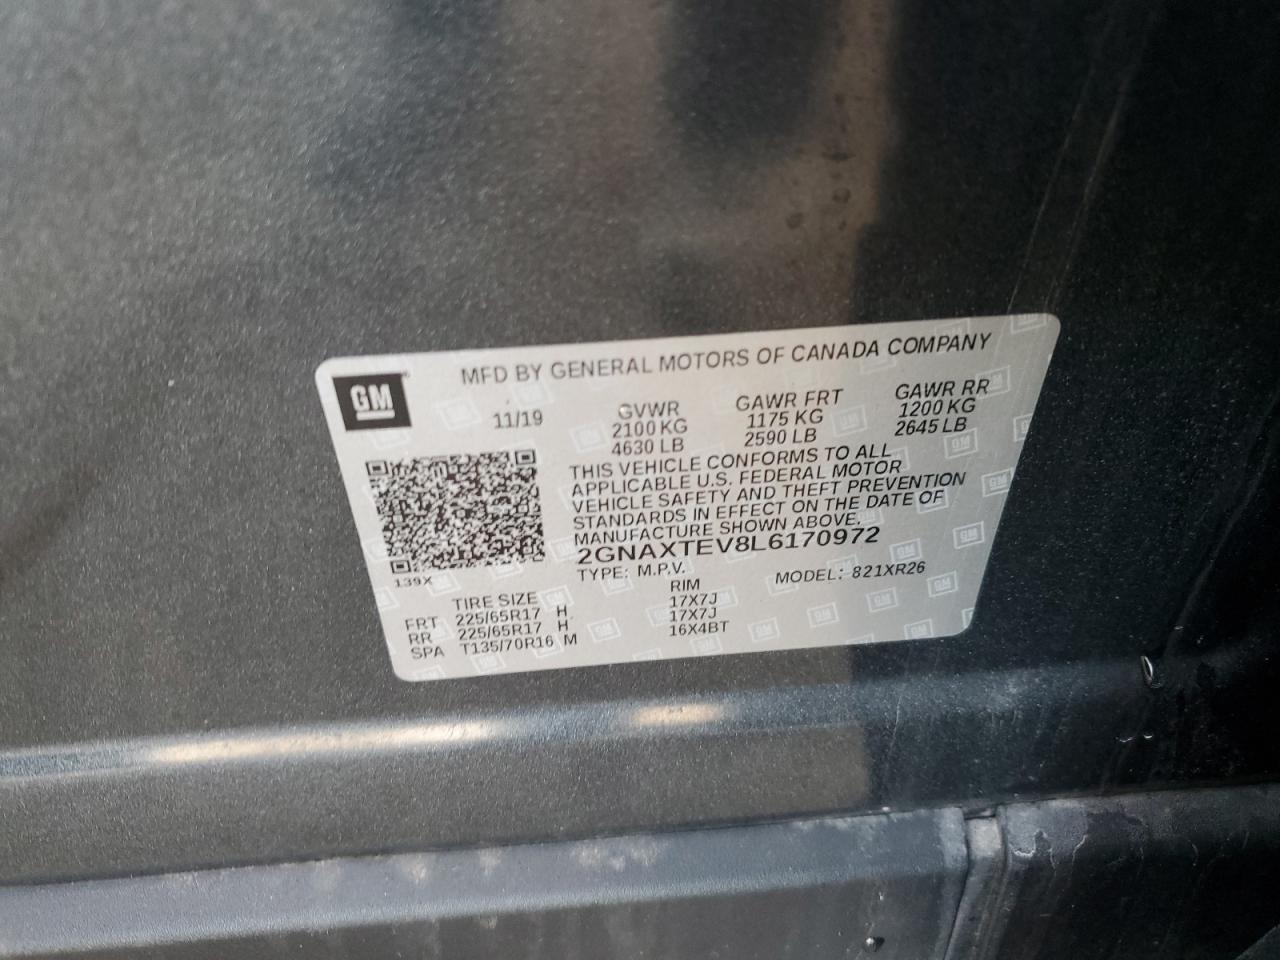 MFD BY GENERAL MOTORS OF CANADA COMPANY
GM
11/19 GVWR GAWR FRT GAWR RR
2100 KG 1175 KG 1200 KG
4630 LB 2590 LB 2645 LB
THIS VEHICLE CONFORMS TO ALL
APPLICABLE U.S. FEDERAL MOTOR
VEHICLE SAFETY AND THEFT PREVENTION
STANDARDS IN EFFECT ON THE DATE OF
MANUFACTURE SHOWN ABOVE.
2GNAXTEV8L6170972
139X TYPE: M.P.V. MODEL: 821XR26
TIRE SIZE RIM
FRT 225/65R17 H 17X7J
RR 225/65R17 H 17X7J
SPA T135/70R16 M 16X4BT